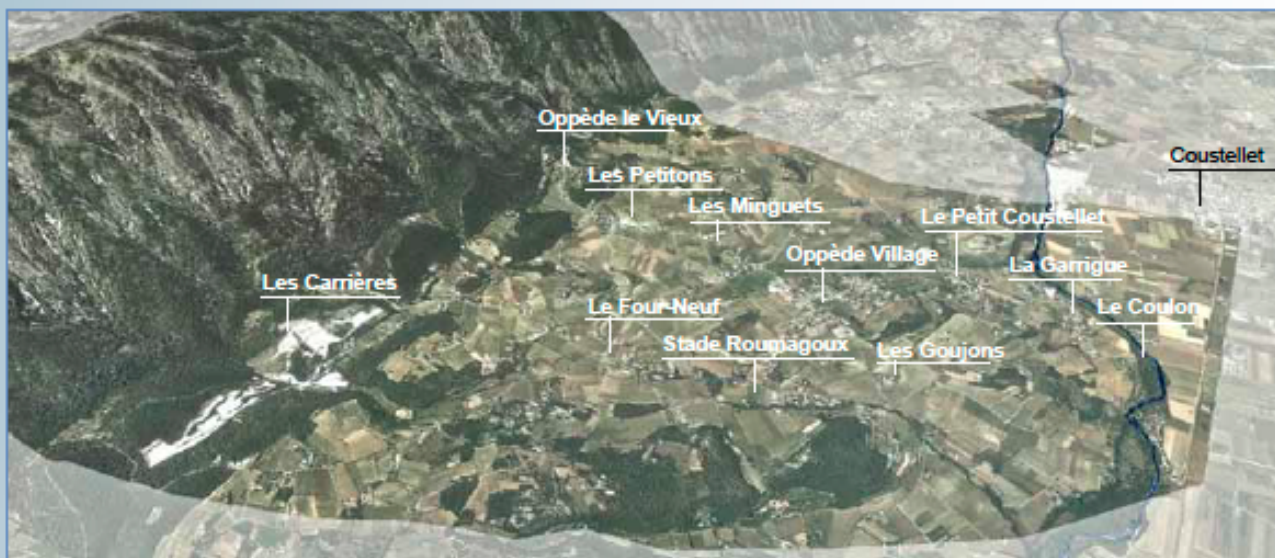 Oppède le Vieux
Coustellet
Les Petitons
Les Minguets
Le Petit Coustellet
Oppède Village
La Garrigue
Les Carrières
Le Four-Neuf
Le Coulon
Stade Roumagoux
Les Goujons